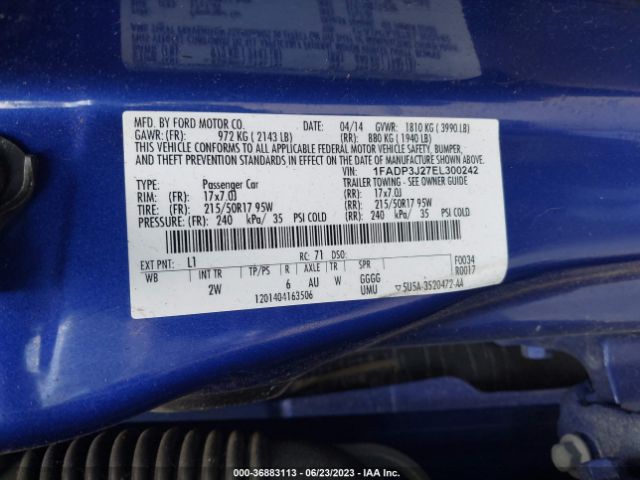 MFD. BY FORD MOTOR CO. DATE: 04/14 GVWR: 1810 KG ( 3990 LB)
GAWR: (FR): 972 KG ( 2143 LB) (RR): 880 KG ( 1940 LB)
THIS VEHICLE CONFORMS TO ALL APPLICABLE FEDERAL MOTOR VEHICLE SAFETY, BUMPER,
AND THEFT PREVENTION STANDARDS IN EFFECT ON THE DATE OF MANUFACTURE SHOWN ABOVE.
VIN: 1FADP3J27EL300242
TYPE: Passenger Car TRAILER TOWING - SEE OWNER GUIDE
RIM: (FR): 17x7.0J (RR): 17x7.0J
TIRE: (FR): 215/50R17 95W (RR): 215/50R17 95W
PRESSURE: (FR): 240 kPa/ 35 PSI COLD (RR): 240 kPa/ 35 PSI COLD
EXT PNT: L1 RC: 71 DSO: F0034
WB INT TR TP/PS R AXLE TR SPR R0017
2W 6 AU W GGGG
1201404163506 UMU ▽5U5A-3S20472-AA
000-36883113 - 06/23/2023 - IAA Inc.